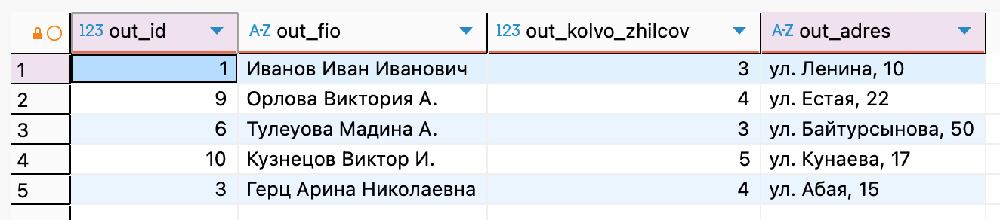 123 out_id A-Z out_fio 123 out_kolvo_zhilcov A-Z out_adres
1 1 Иванов Иван Иванович 3 ул. Ленина, 10
2 9 Орлова Виктория А. 4 ул. Естая, 22
3 6 Тулеуова Мадина А. 3 ул. Байтурсынова, 50
4 10 Кузнецов Виктор И. 5 ул. Кунаева, 17
5 3 Герц Арина Николаевна 4 ул. Абая, 15